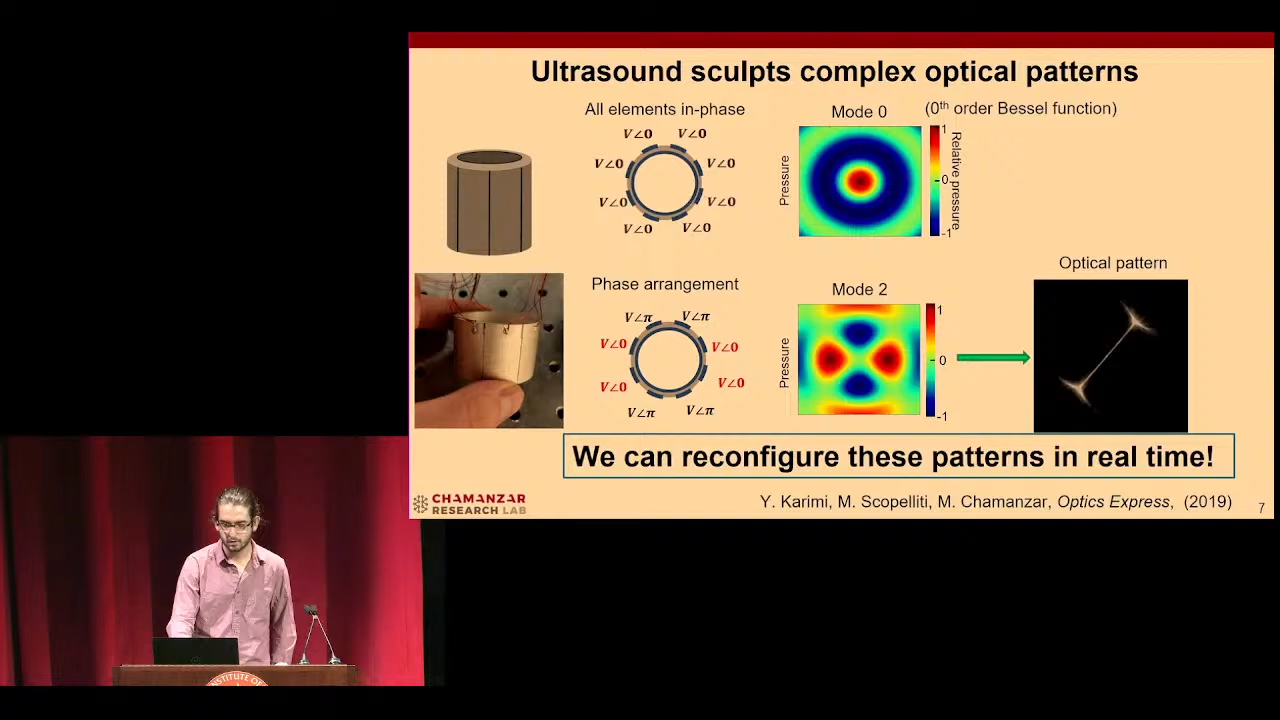 Ultrasound sculpts complex optical patterns
All elements in-phase
V∠0 V∠0
V∠0 V∠0
V∠0 V∠0
V∠0 V∠0
Mode 0
(0th order Bessel function)
Pressure
1
0
-1
Relative pressure
Phase arrangement
V∠π V∠π
V∠0 V∠0
V∠0 V∠0
V∠π V∠π
Mode 2
Pressure
1
0
-1
Optical pattern
We can reconfigure these patterns in real time!
CHAMANZAR
RESEARCH LAB
Y. Karimi, M. Scopelliti, M. Chamanzar, Optics Express, (2019)
7
INSTITUTE OF